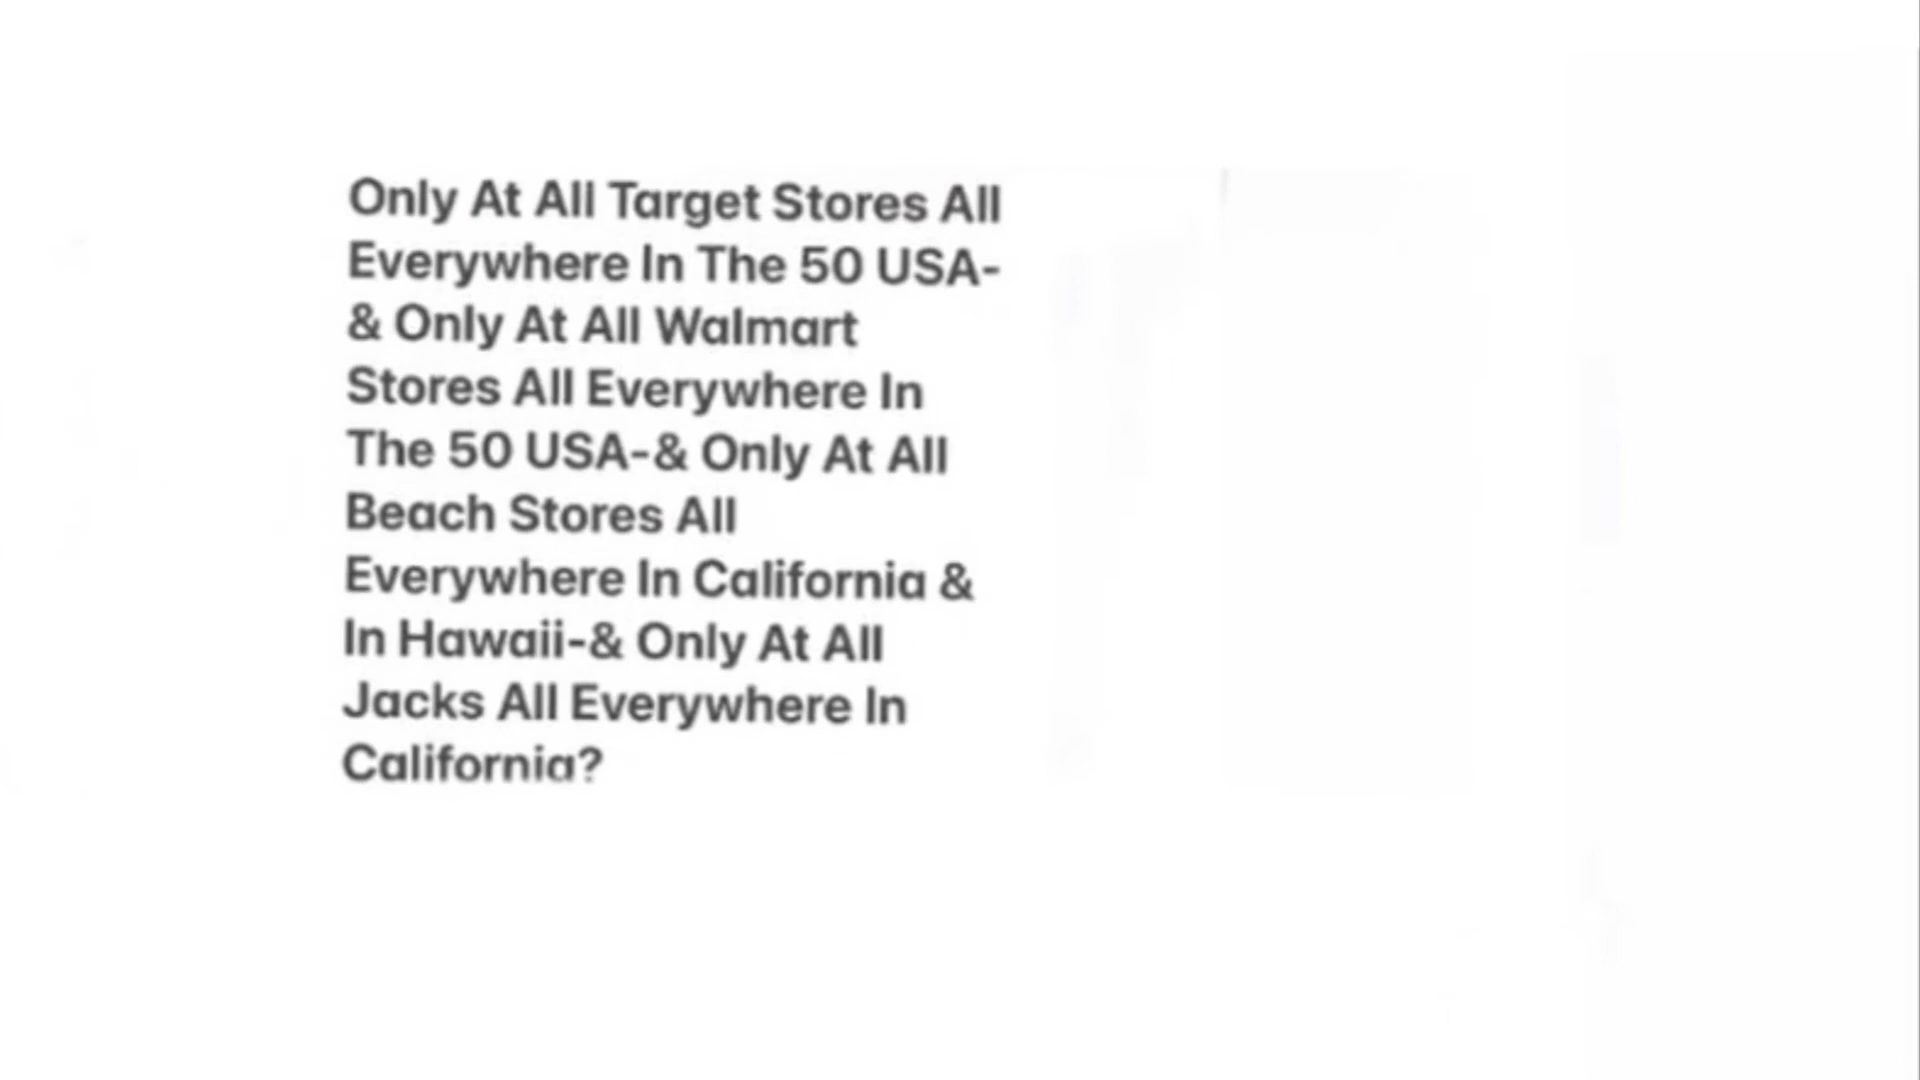 Only At All Target Stores All
Everywhere In The 50 USA-
& Only At All Walmart
Stores All Everywhere In
The 50 USA-& Only At All
Beach Stores All
Everywhere In California &
In Hawaii-& Only At All
Jacks All Everywhere In
California?